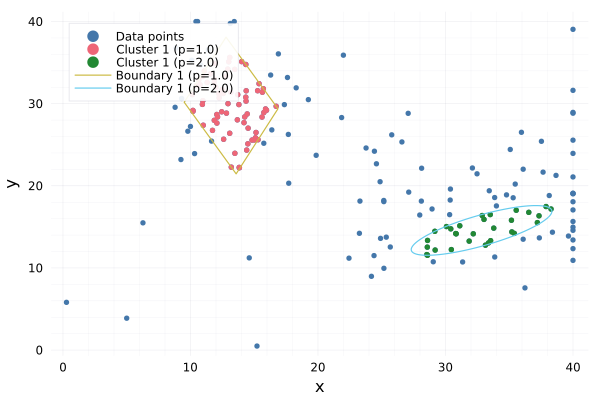 40
30
20
10
0
y
Data points
Cluster 1 (p=1.0)
Cluster 1 (p=2.0)
Boundary 1 (p=1.0)
Boundary 1 (p=2.0)
0 10 20 30 40
x